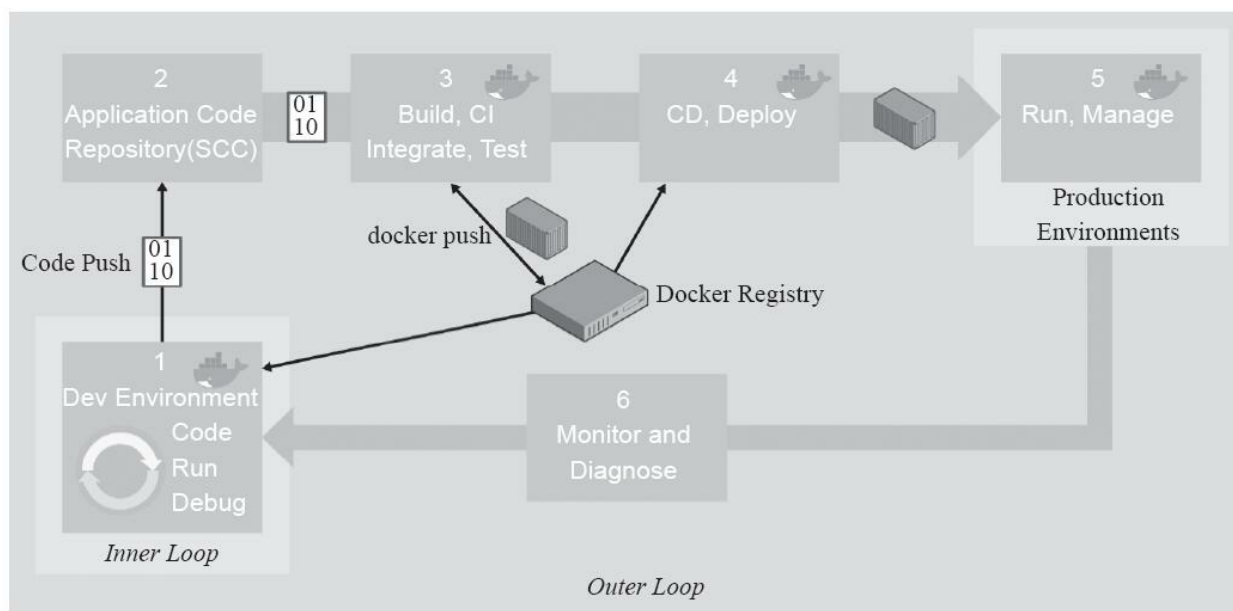 2
Application Code
Repository(SCC)
01
10
3
Build, CI
Integrate, Test
4
CD, Deploy
5
Run, Manage
Production
Environments
docker push
Code Push
01
10
Docker Registry
1
Dev Environment
Code
Run
Debug
Inner Loop
6
Monitor and
Diagnose
Outer Loop